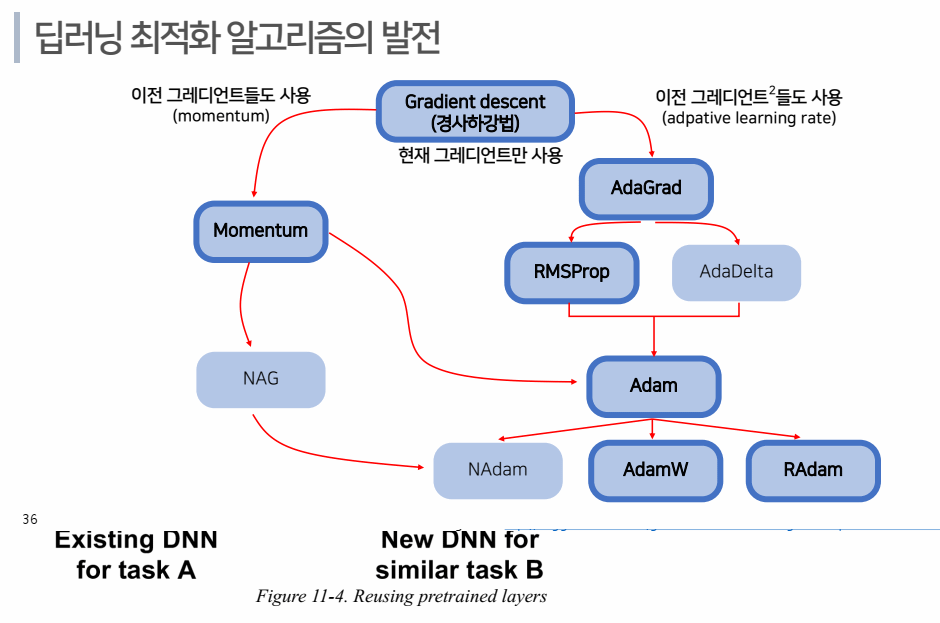 딥러닝 최적화 알고리즘의 발전
이전 그레디언트들도 사용
(momentum)
Gradient descent
(경사하강법)
현재 그레디언트만 사용
이전 그레디언트²들도 사용
(adpative learning rate)
AdaGrad
Momentum
RMSProp
AdaDelta
NAG
Adam
NAdam
AdamW
RAdam
36
Existing DNN
for task A
New DNN for
similar task B
Figure 11-4. Reusing pretrained layers